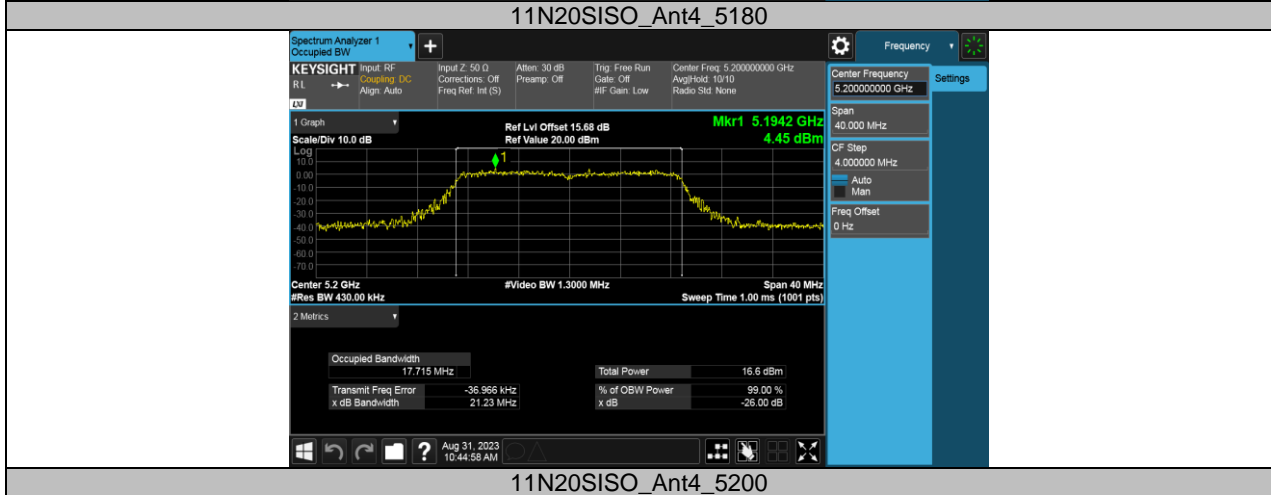 11N20SISO_Ant4_5180
Spectrum Analyzer 1
Occupied BW
+
Frequency
KEYSIGHT
RL
LXI
Input: RF
Coupling: DC
Align: Auto
Input Z: 50 Ω
Corrections: Off
Freq Ref: Int (S)
Atten: 30 dB
Preamp: Off
Trig: Free Run
Gate: Off
#IF Gain: Low
Center Freq: 5.200000000 GHz
Avg|Hold: 10/10
Radio Std: None
Center Frequency
5.200000000 GHz
Settings
Span
40.000 MHz
CF Step
4.000000 MHz
Auto
Man
Freq Offset
0 Hz
1 Graph
Scale/Div 10.0 dB
Ref Lvl Offset 15.68 dB
Ref Value 20.00 dBm
Mkr1 5.1942 GHz
4.45 dBm
Log
1
10.0
0.00
-10.0
-20.0
-30.0
-40.0
-50.0
-60.0
-70.0
Center 5.2 GHz
#Video BW 1.3000 MHz
Span 40 MHz
#Res BW 430.00 kHz
Sweep Time 1.00 ms (1001 pts)
2 Metrics
Occupied Bandwidth
17.715 MHz
Total Power 16.6 dBm
Transmit Freq Error -36.966 kHz
% of OBW Power 99.00 %
x dB Bandwidth 21.23 MHz
x dB -26.00 dB
?
Aug 31, 2023
10:44:58 AM
11N20SISO_Ant4_5200